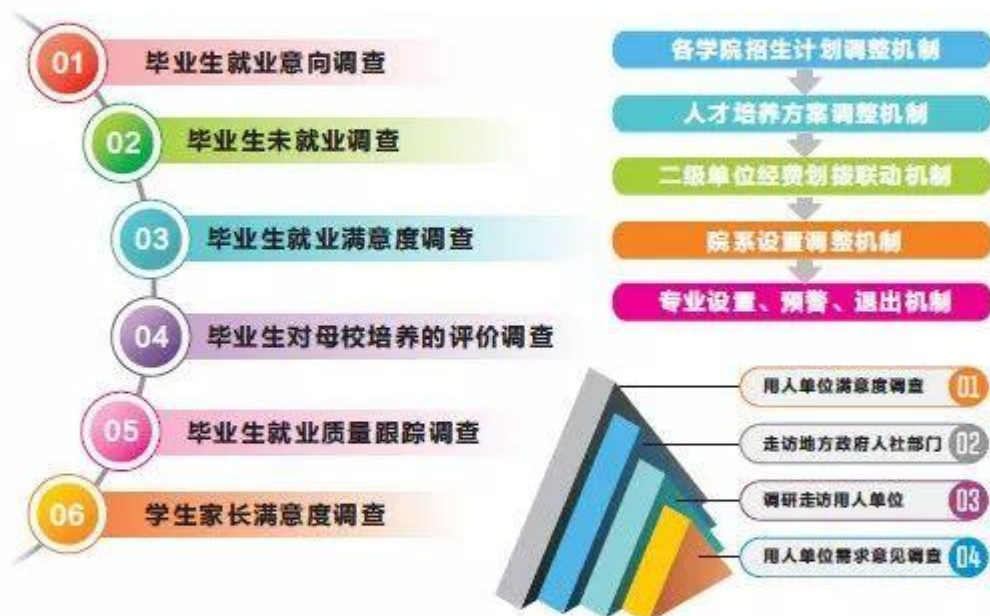 01
毕业生就业意向调查
02
毕业生未就业调查
03
毕业生就业满意度调查
04
毕业生对母校培养的评价调查
05
毕业生就业质量跟踪调查
06
学生家长满意度调查
各学院招生计划调整机制
人才培养方案调整机制
二级单位经费划拨联动机制
院系设置调整机制
专业设置、预警、退出机制
用人单位满意度调查 01
走访地方政府人社部门 02
调研走访用人单位 03
用人单位需求意见调查 04